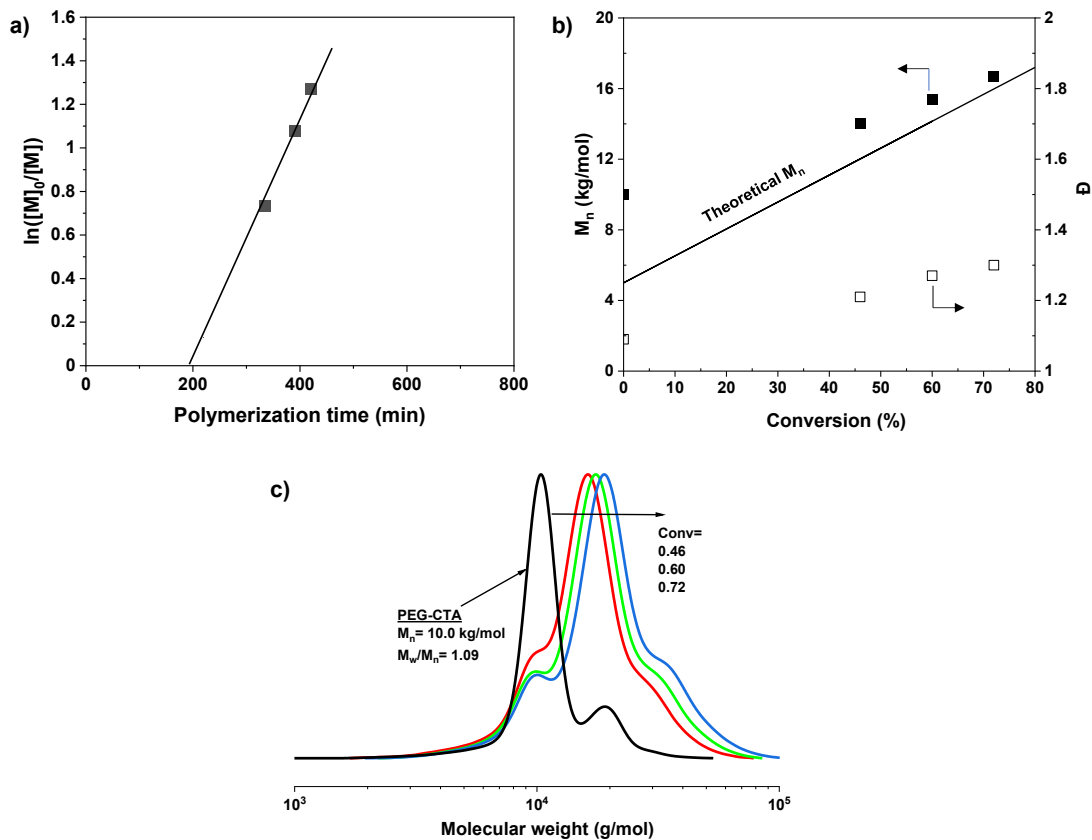 a)
1.6
1.4
1.2
1.0
0.8
0.6
0.4
0.2
0
ln([M]₀/[M])
0
200
400
600
800
Polymerization time (min)
b)
20
16
12
8
4
0
Mₙ (kg/mol)
Theoretical Mₙ
2
1.8
1.6
1.4
1.2
1
Đ
0
10
20
30
40
50
60
70
80
Conversion (%)
c)
Conv=
0.46
0.60
0.72
PEG-CTA
Mₙ= 10.0 kg/mol
M_w/Mₙ= 1.09
10³
10⁴
10⁵
Molecular weight (g/mol)